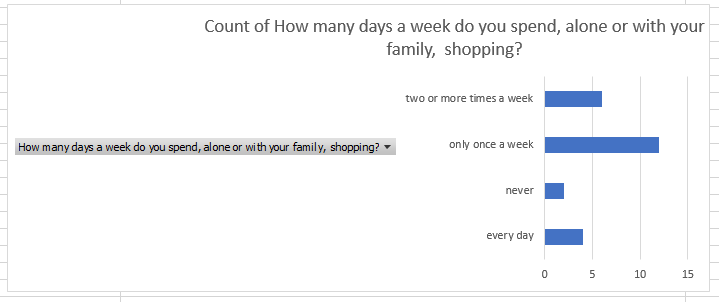 Count of How many days a week do you spend, alone or with your
family,  shopping?
two or more times a week
How many days a week do you spend, alone or with your family,  shopping?
only once a week
never
every day
0 5 10 15